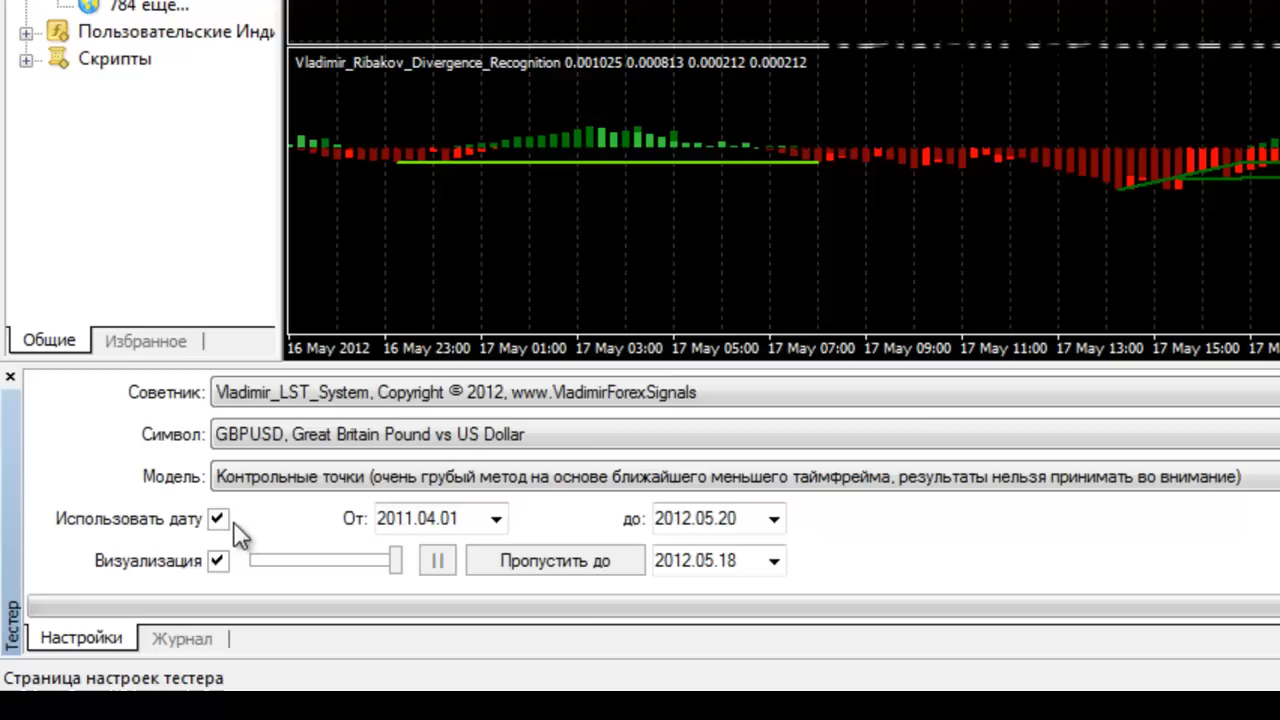 784 еще...
Пользовательские Инди
Скрипты
Общие
Избранное
Vladimir_Ribakov_Divergence_Recognition 0.001025 0.000813 0.000212 0.000212
16 May 2012 16 May 23:00 17 May 01:00 17 May 03:00 17 May 05:00 17 May 07:00 17 May 09:00 17 May 11:00 17 May 13:00 17 May 15:00 17 M
Советник: Vladimir_LST_System, Copyright © 2012, www.VladimirForexSignals
Символ: GBPUSD, Great Britain Pound vs US Dollar
Модель: Контрольные точки (очень грубый метод на основе ближайшего меньшего таймфрейма, результаты нельзя принимать во внимание)
Использовать дату От: 2011.04.01 до: 2012.05.20
Визуализация Пропустить до 2012.05.18
Тестер
Настройки Журнал
Страница настроек тестера